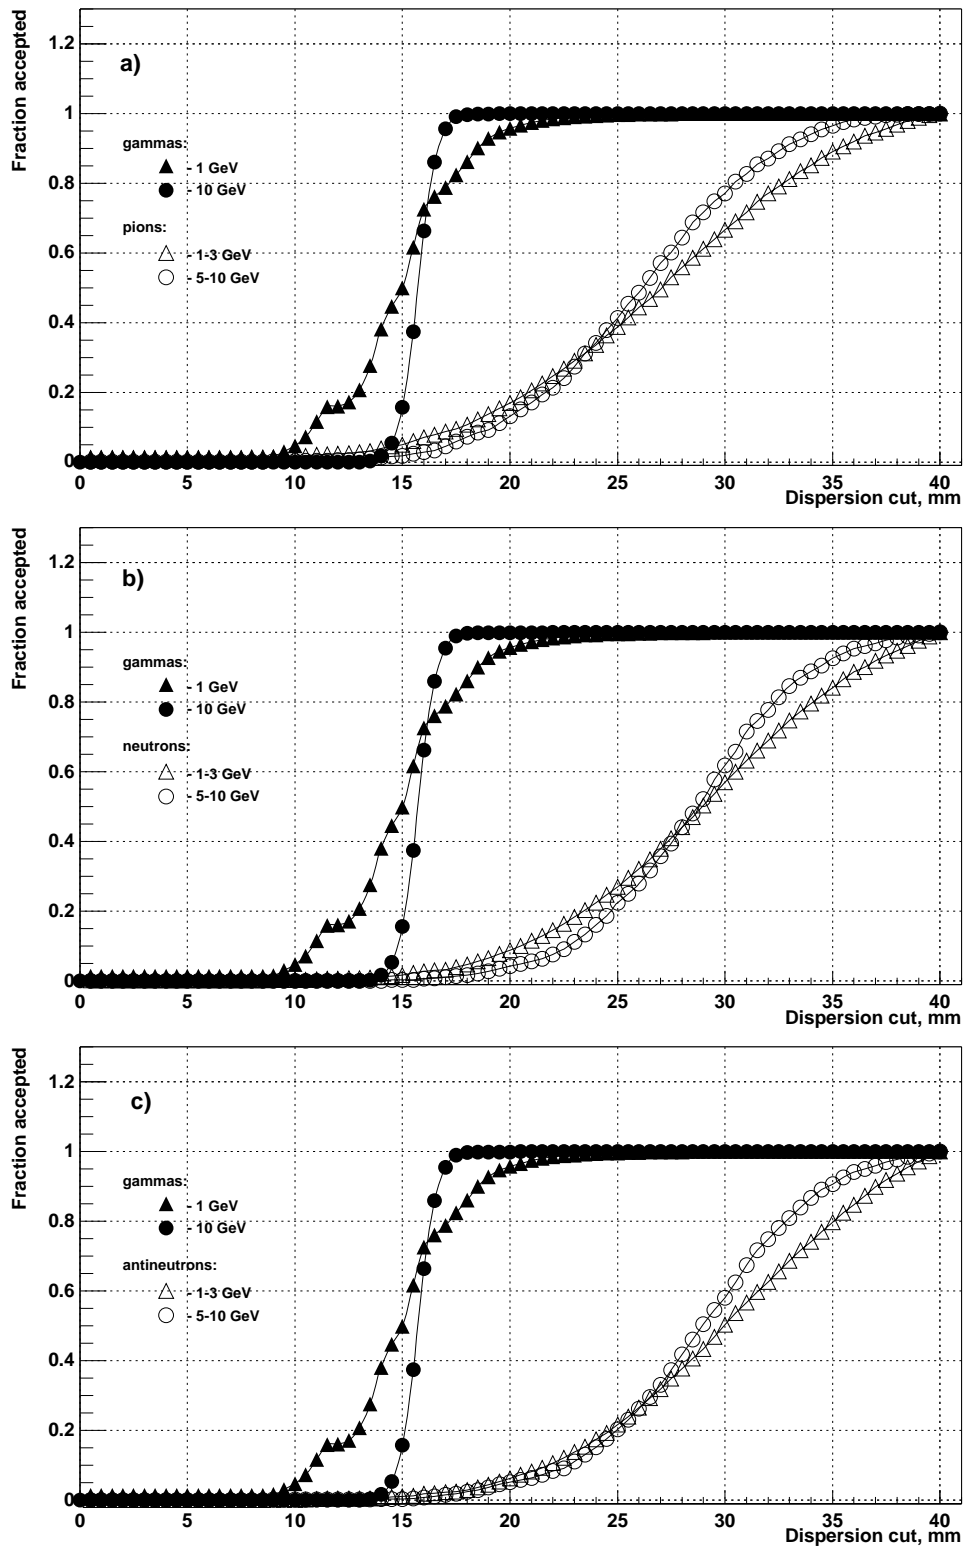 Fraction accepted
1.2
a)
1
gammas:
- 1 GeV
0.8
- 10 GeV
pions:
0.6
- 1-3 GeV
- 5-10 GeV
0.4
0.2
0
0 5 10 15 20 25 30 35 40
Dispersion cut, mm
Fraction accepted
1.2
b)
1
gammas:
- 1 GeV
0.8
- 10 GeV
neutrons:
0.6
- 1-3 GeV
- 5-10 GeV
0.4
0.2
0
0 5 10 15 20 25 30 35 40
Dispersion cut, mm
Fraction accepted
1.2
c)
1
gammas:
- 1 GeV
0.8
- 10 GeV
antineutrons:
0.6
- 1-3 GeV
- 5-10 GeV
0.4
0.2
0
0 5 10 15 20 25 30 35 40
Dispersion cut, mm